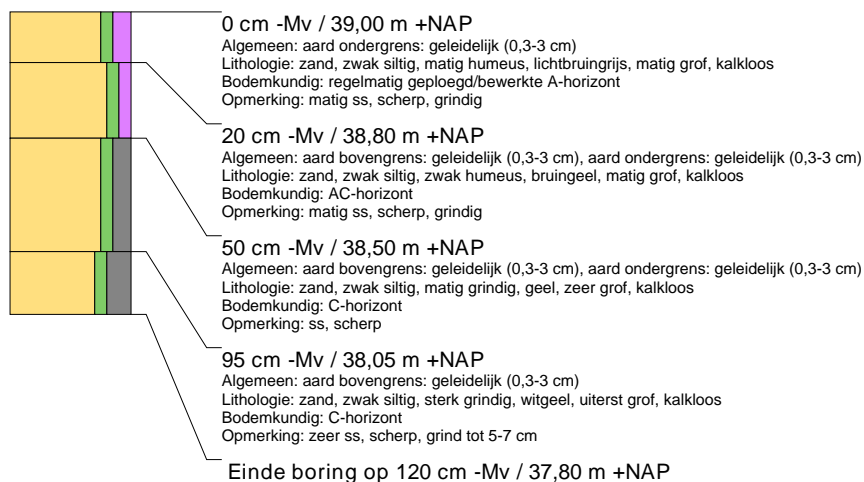 0 cm -Mv / 39,00 m +NAP
Algemeen: aard ondergrens: geleidelijk (0,3-3 cm)
Lithologie: zand, zwak siltig, matig humeus, lichtbruingrijs, matig grof, kalkloos
Bodemkundig: regelmatig geploegd/bewerkte A-horizont
Opmerking: matig ss, scherp, grindig
20 cm -Mv / 38,80 m +NAP
Algemeen: aard bovengrens: geleidelijk (0,3-3 cm), aard ondergrens: geleidelijk (0,3-3 cm)
Lithologie: zand, zwak siltig, zwak humeus, bruingeel, matig grof, kalkloos
Bodemkundig: AC-horizont
Opmerking: matig ss, scherp, grindig
50 cm -Mv / 38,50 m +NAP
Algemeen: aard bovengrens: geleidelijk (0,3-3 cm), aard ondergrens: geleidelijk (0,3-3 cm)
Lithologie: zand, zwak siltig, matig grindig, geel, zeer grof, kalkloos
Bodemkundig: C-horizont
Opmerking: ss, scherp
95 cm -Mv / 38,05 m +NAP
Algemeen: aard bovengrens: geleidelijk (0,3-3 cm)
Lithologie: zand, zwak siltig, sterk grindig, witgeel, uiterst grof, kalkloos
Bodemkundig: C-horizont
Opmerking: zeer ss, scherp, grind tot 5-7 cm
Einde boring op 120 cm -Mv / 37,80 m +NAP